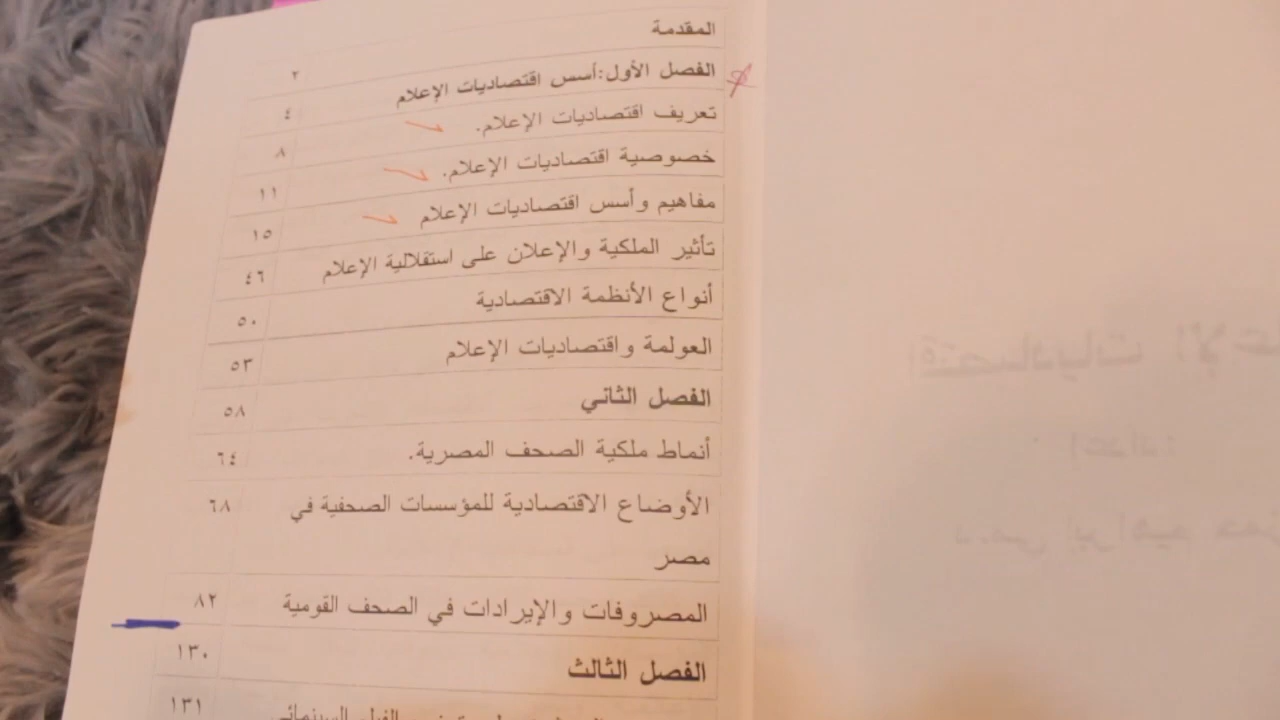 المقدمة ٢
الفصل الأول:أسس اقتصاديات الإعلام ٤
تعريف اقتصاديات الإعلام. ٨
خصوصية اقتصاديات الإعلام. ١١
مفاهيم وأسس اقتصاديات الإعلام ١٥
تأثير الملكية والإعلان على استقلالية الإعلام ٤٦
أنواع الأنظمة الاقتصادية ٥٠
العولمة واقتصاديات الإعلام ٥٣
الفصل الثاني ٥٨
أنماط ملكية الصحف المصرية. ٦٤
الأوضاع الاقتصادية للمؤسسات الصحفية في ٦٨
مصر
المصروفات والإيرادات في الصحف القومية ٨٢
الفصل الثالث ١٣٠
الفيلم السينمائي ١٣١